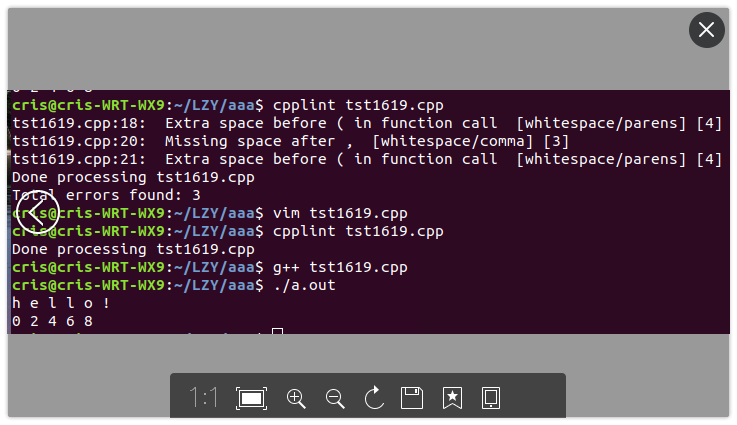 cris@cris-WRT-WX9:~/LZY/aaa$ cpplint tst1619.cpp
tst1619.cpp:18:  Extra space before ( in function call  [whitespace/parens] [4]
tst1619.cpp:20:  Missing space after ,  [whitespace/comma] [3]
tst1619.cpp:21:  Extra space before ( in function call  [whitespace/parens] [4]
Done processing tst1619.cpp
Total errors found: 3
cris@cris-WRT-WX9:~/LZY/aaa$ vim tst1619.cpp
cris@cris-WRT-WX9:~/LZY/aaa$ cpplint tst1619.cpp
Done processing tst1619.cpp
cris@cris-WRT-WX9:~/LZY/aaa$ g++ tst1619.cpp
cris@cris-WRT-WX9:~/LZY/aaa$ ./a.out
h e l l o !
0 2 4 6 8
1:1